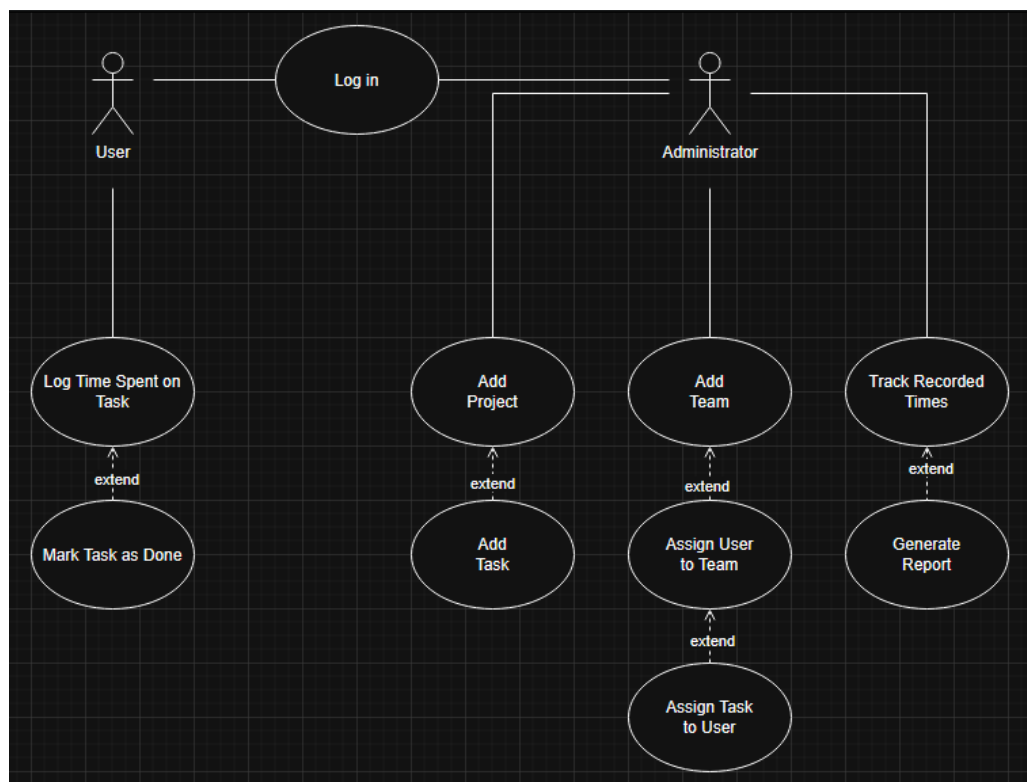 Log in
User
Administrator
Log Time Spent on
Task
Add
Project
Add
Team
Track Recorded
Times
extend
extend
extend
extend
Mark Task as Done
Add
Task
Assign User
to Team
Generate
Report
extend
Assign Task
to User